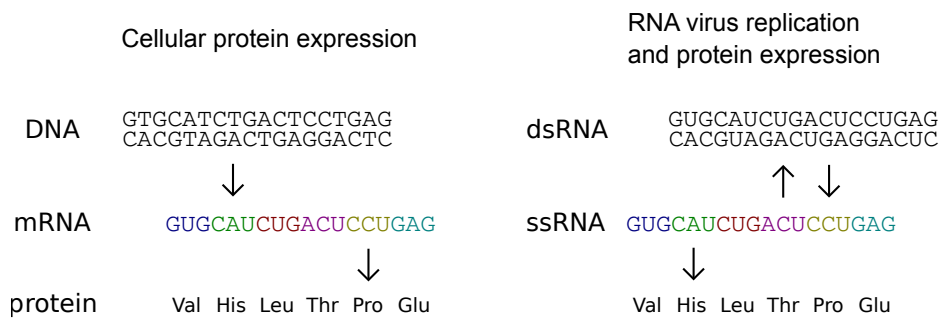 Cellular protein expression
DNA
GTGCATCTGACTCCTGAG
CACGTAGACTGAGGACTC
mRNA
GUGCAUCUGACUCCUGAG
protein
Val His Leu Thr Pro Glu
RNA virus replication
and protein expression
dsRNA
GUGCAUCUGACUCCUGAG
CACGUAGACUGAGGACUC
ssRNA
GUGCAUCUGACUCCUGAG
Val His Leu Thr Pro Glu